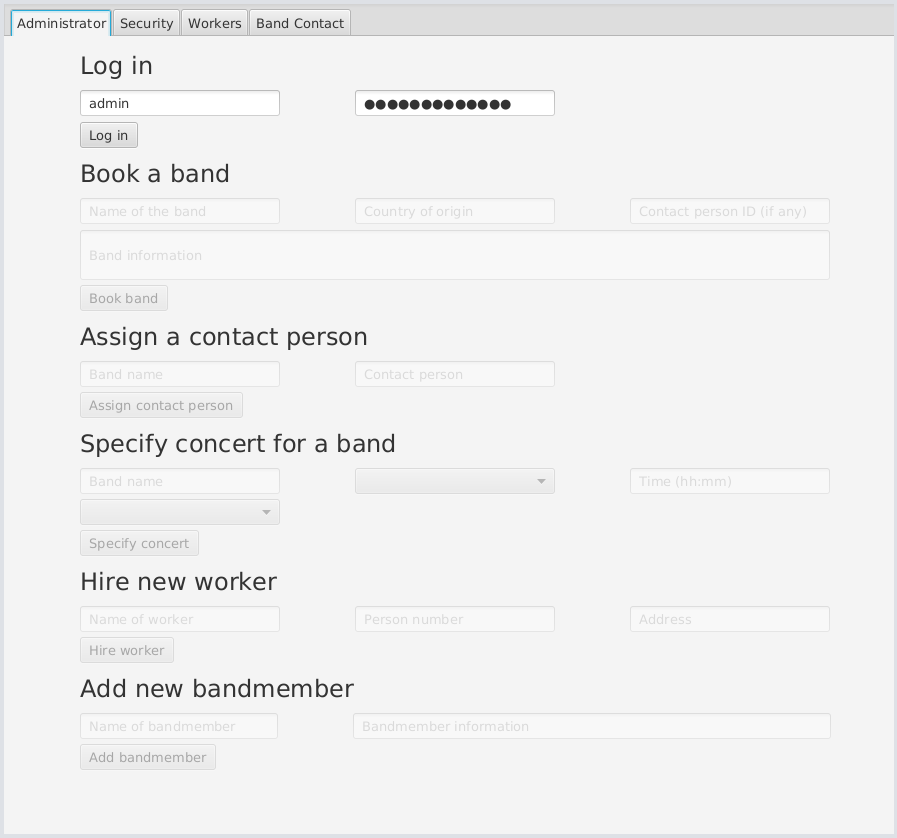 Administrator Security Workers Band Contact
Log in
admin ●●●●●●●●●●●●●
Log in
Book a band
Name of the band Country of origin Contact person ID (if any)
Band information
Book band
Assign a contact person
Band name Contact person
Assign contact person
Specify concert for a band
Band name Time (hh:mm)
Specify concert
Hire new worker
Name of worker Person number Address
Hire worker
Add new bandmember
Name of bandmember Bandmember information
Add bandmember